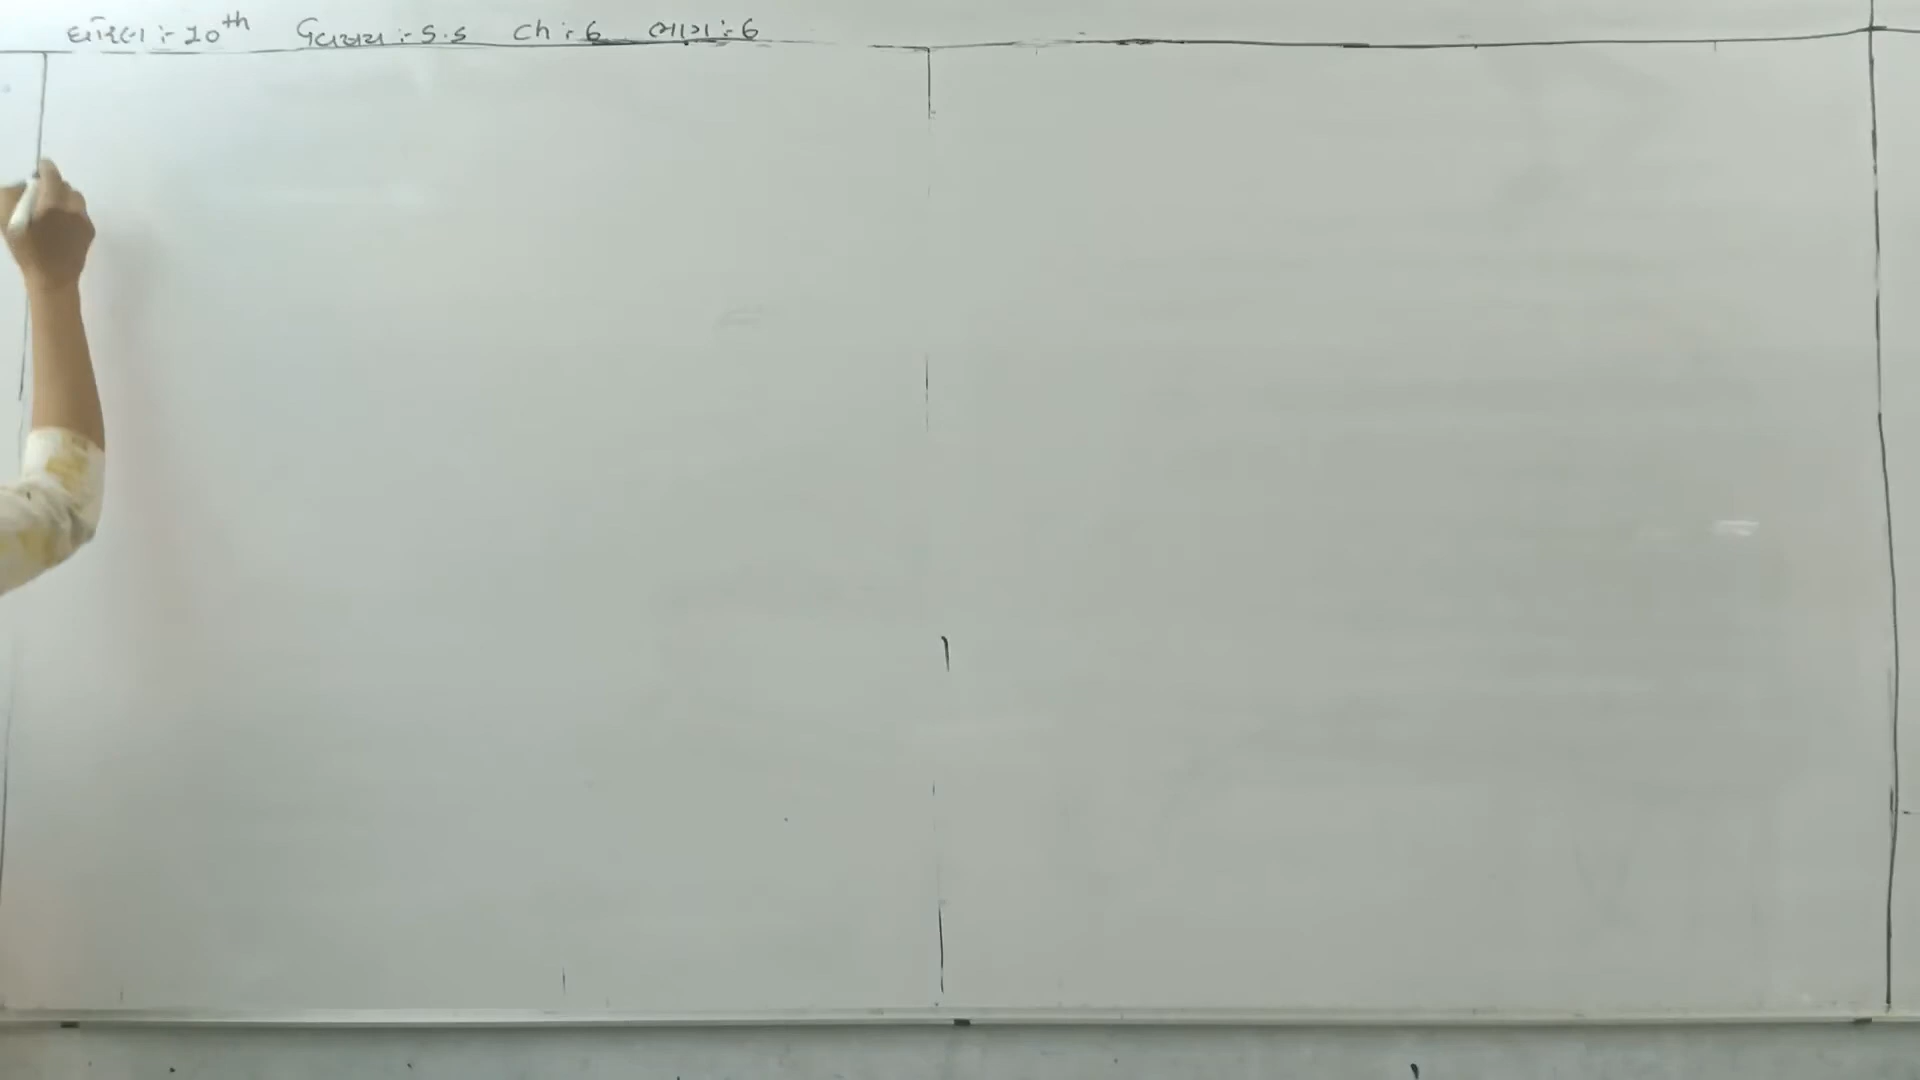 ધોરણ :- 10th વિષય :- S.S Ch :- 6 ભાગ :- 6